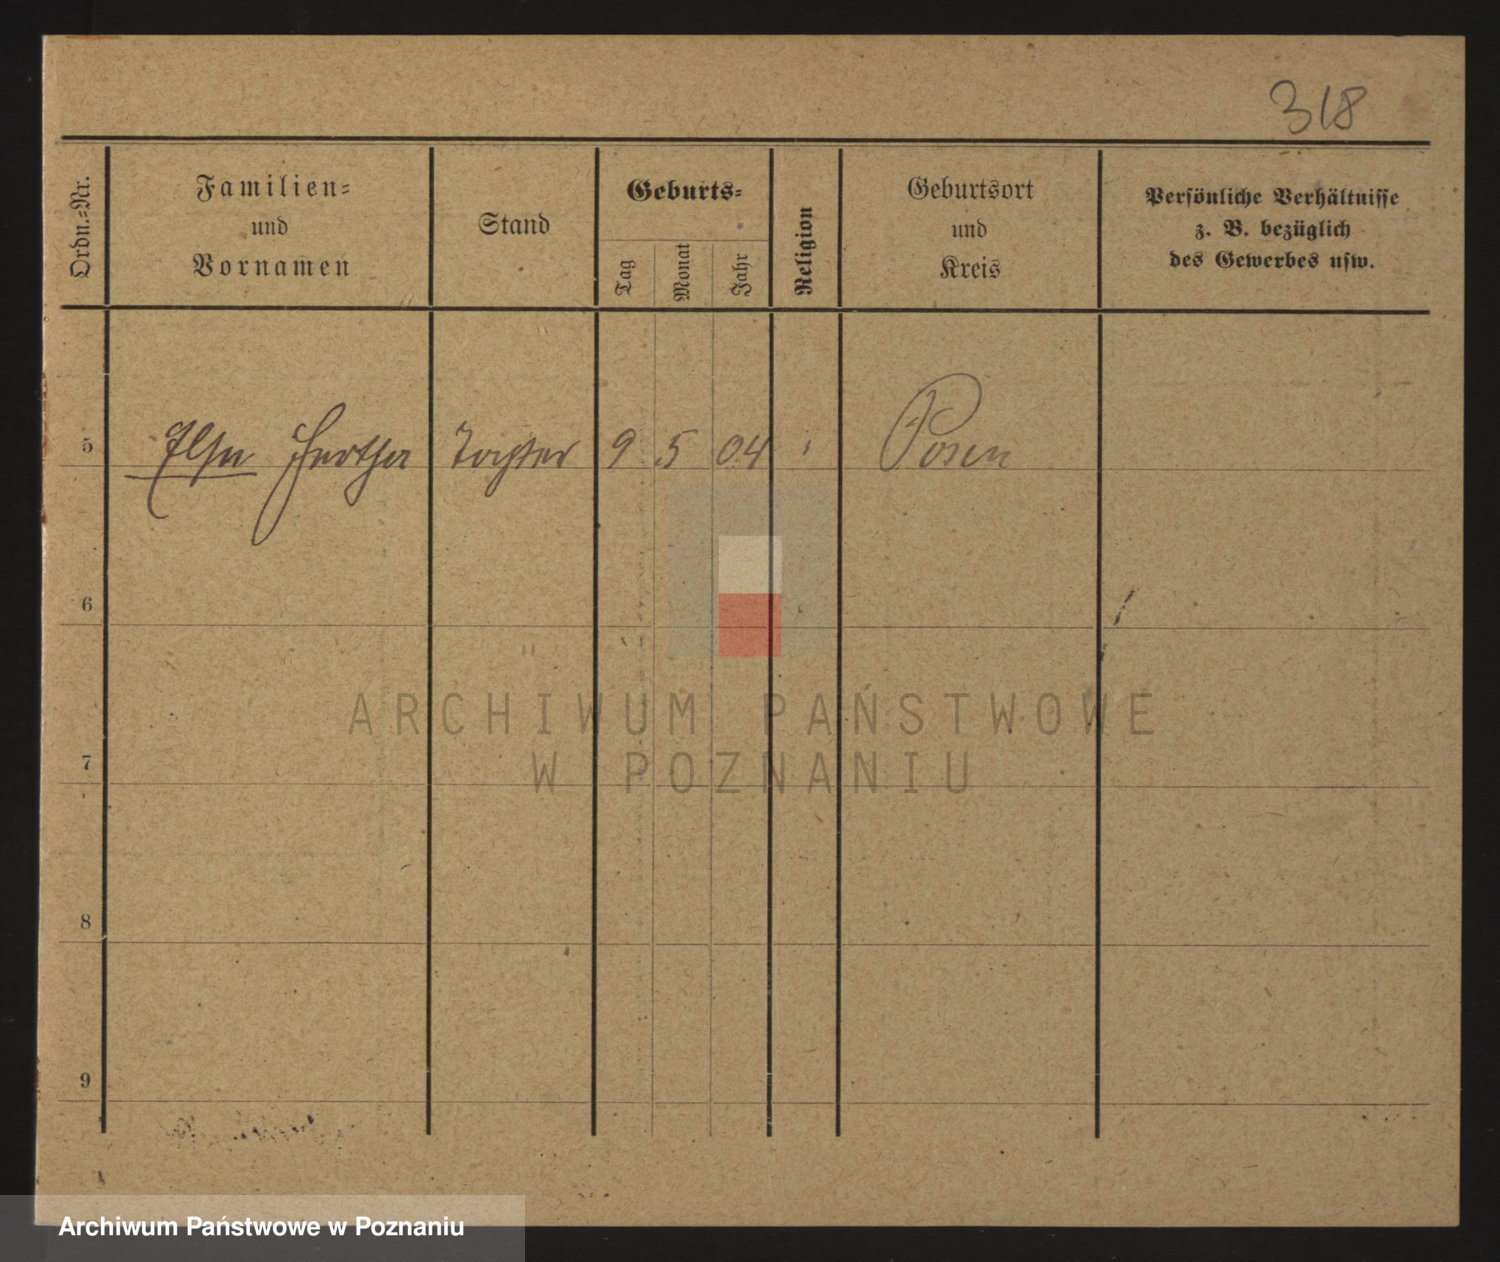 318
Ordn.=Nr.
Familien=
und
Vornamen
Stand
Geburts=
Tag
Monat
Jahr
Religion
Geburtsort
und
Kreis
Persönliche Verhältnisse
z. B. bezüglich
des Gewerbes usw.
5 Else Hertha Tochter 9 5 04 Posen
6
7
8
9
ARCHIWUM PAŃSTWOWE
W POZNANIU
Archiwum Państwowe w Poznaniu